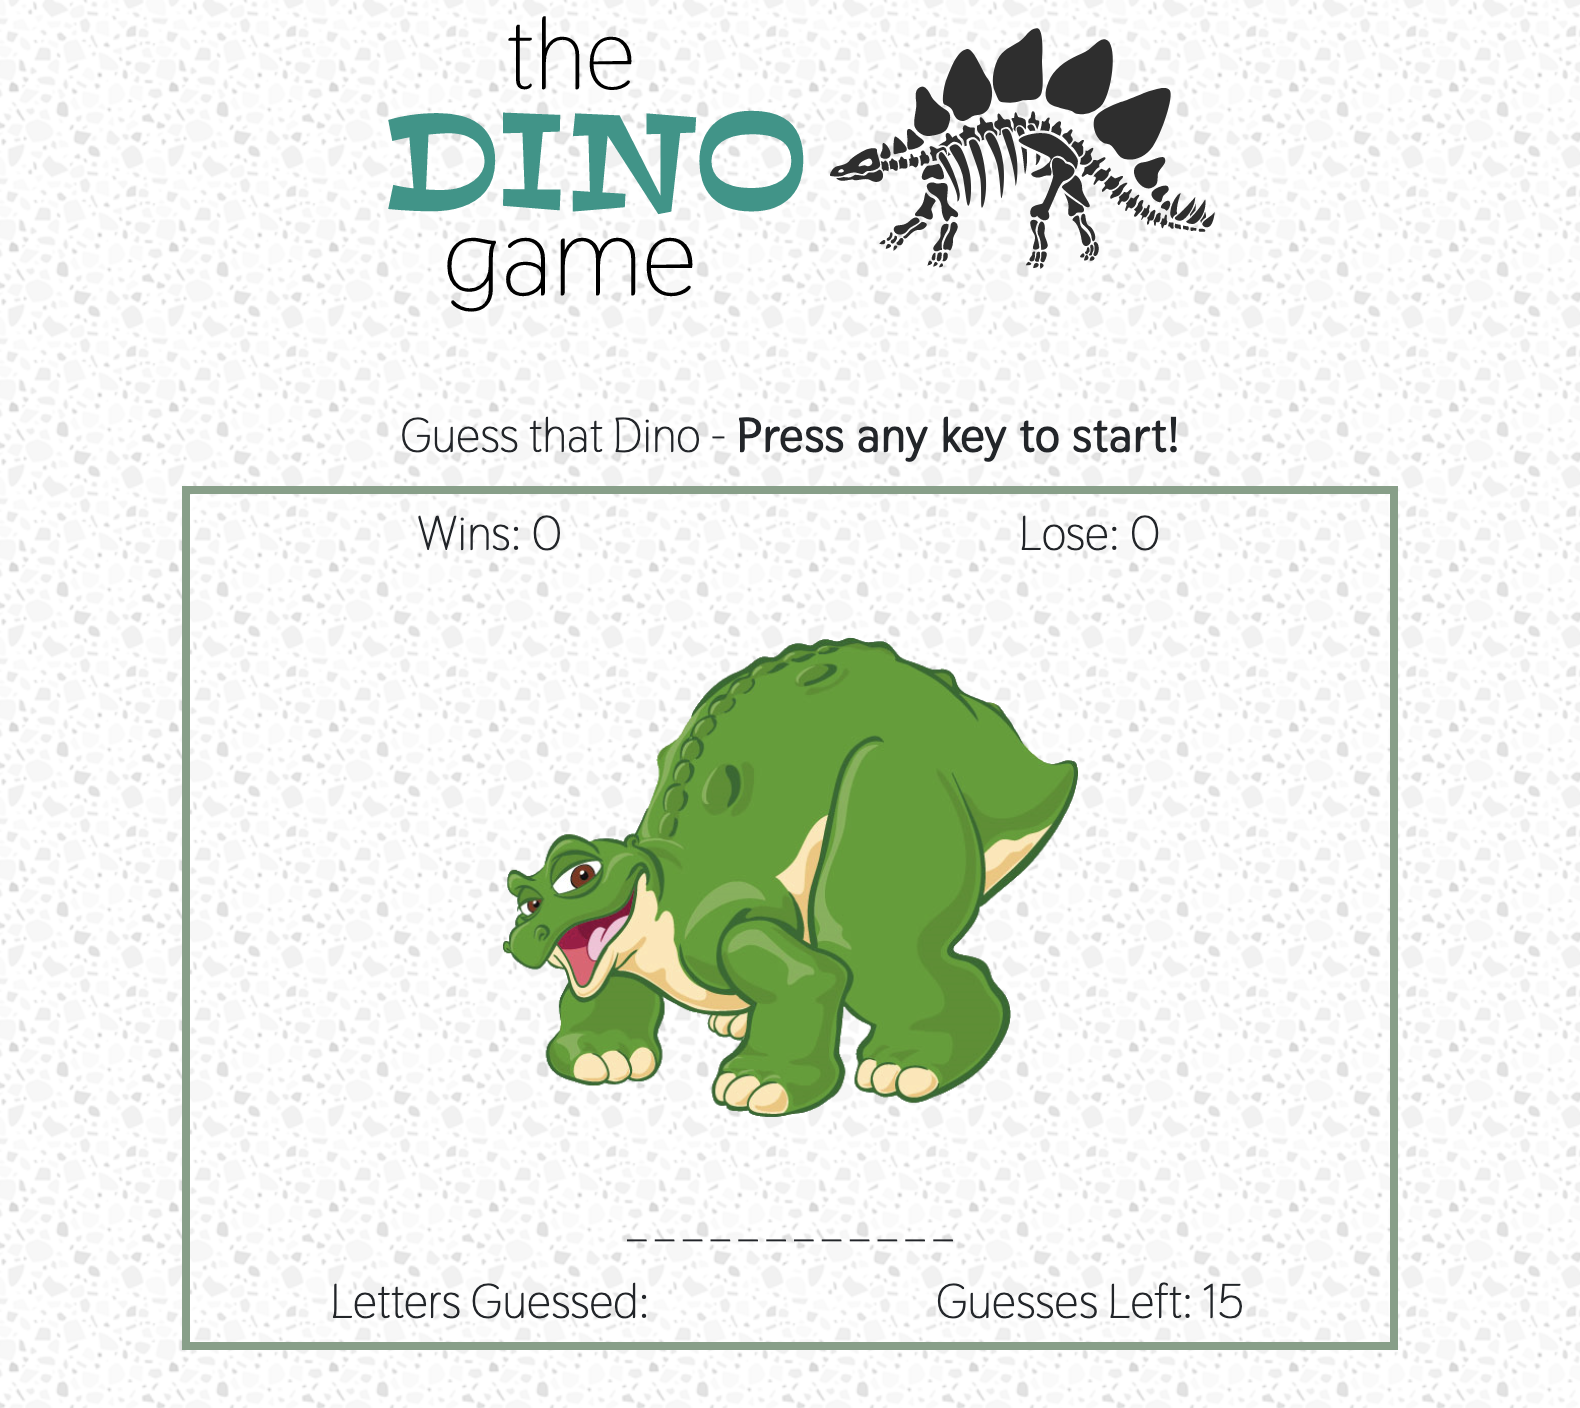 the
DINO
game
Guess that Dino - Press any key to start!
Wins: 0 Lose: 0
_ _ _ _ _ _ _ _ _ _ _ _
Letters Guessed: Guesses Left: 15